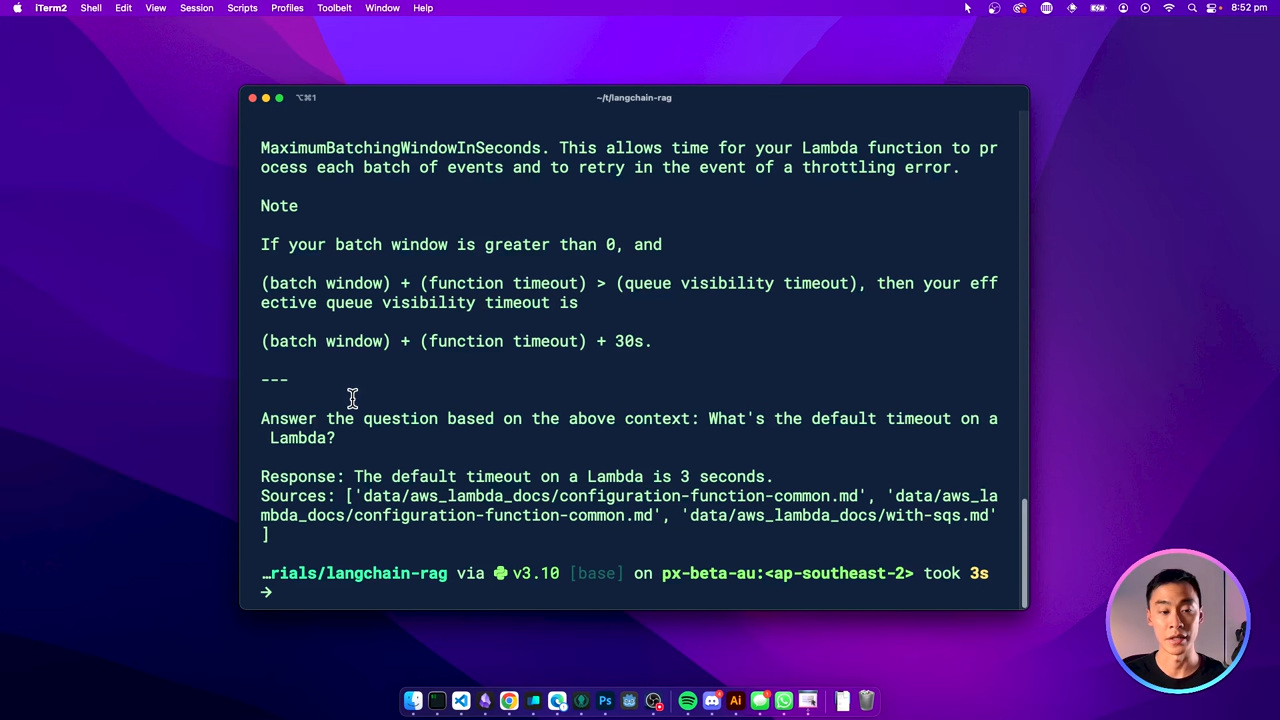 iTerm2 Shell Edit View Session Scripts Profiles Toolbelt Window Help 8:52 pm
⌥⌘1 ~/t/langchain-rag
MaximumBatchingWindowInSeconds. This allows time for your Lambda function to pr
ocess each batch of events and to retry in the event of a throttling error.
Note
If your batch window is greater than 0, and
(batch window) + (function timeout) > (queue visibility timeout), then your eff
ective queue visibility timeout is
(batch window) + (function timeout) + 30s.
---
Answer the question based on the above context: What's the default timeout on a
Lambda?
Response: The default timeout on a Lambda is 3 seconds.
Sources: ['data/aws_lambda_docs/configuration-function-common.md', 'data/aws_la
mbda_docs/configuration-function-common.md', 'data/aws_lambda_docs/with-sqs.md'
]
…rials/langchain-rag via v3.10 [base] on px-beta-au:<ap-southeast-2> took 3s
→
Ps Ai